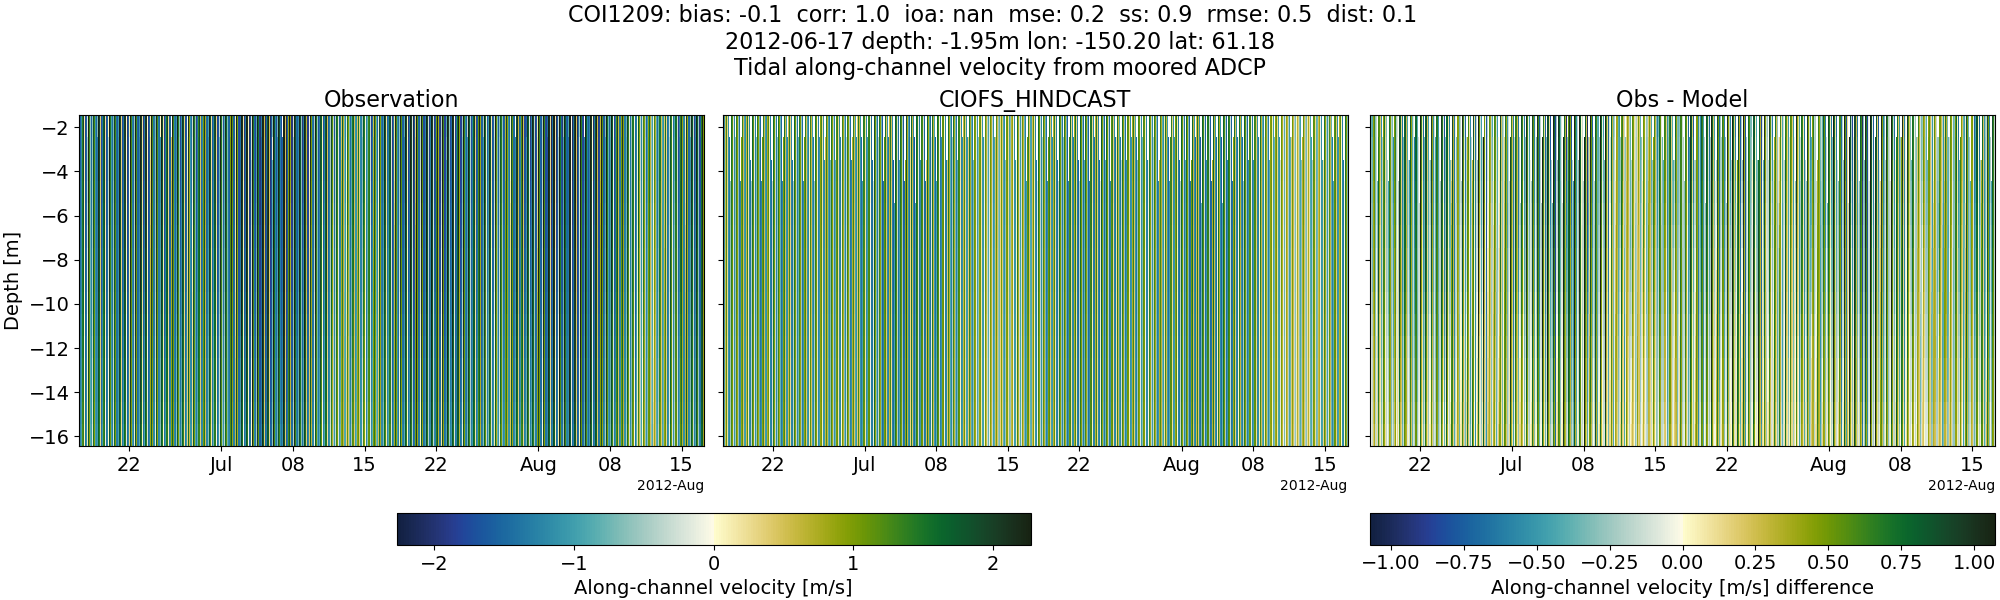 COI1209: bias: -0.1  corr: 1.0  ioa: nan  mse: 0.2  ss: 0.9  rmse: 0.5  dist: 0.1
2012-06-17 depth: -1.95m lon: -150.20 lat: 61.18
Tidal along-channel velocity from moored ADCP
Observation
CIOFS_HINDCAST
Obs - Model
Depth [m]
−2
−4
−6
−8
−10
−12
−14
−16
22 Jul 08 15 22 Aug 08 15
2012-Aug
22 Jul 08 15 22 Aug 08 15
2012-Aug
22 Jul 08 15 22 Aug 08 15
2012-Aug
−2 −1 0 1 2
Along-channel velocity [m/s]
−1.00 −0.75 −0.50 −0.25 0.00 0.25 0.50 0.75 1.00
Along-channel velocity [m/s] difference